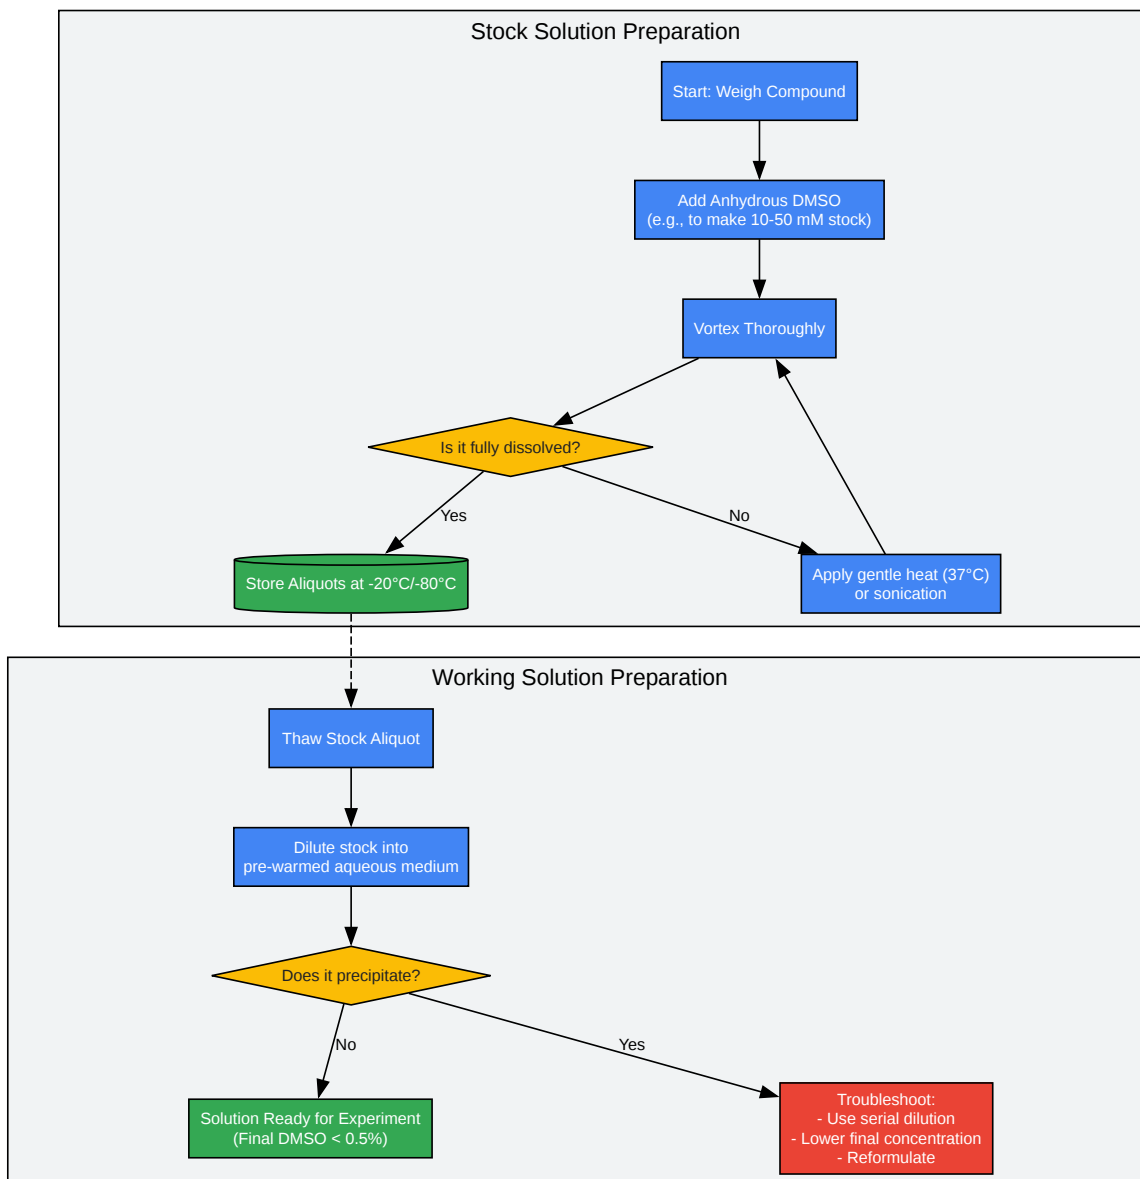 Stock Solution Preparation
Start: Weigh Compound
Add Anhydrous DMSO
(e.g., to make 10-50 mM stock)
Vortex Thoroughly
Is it fully dissolved?
Yes
No
Store Aliquots at -20°C/-80°C
Apply gentle heat (37°C)
or sonication
Working Solution Preparation
Thaw Stock Aliquot
Dilute stock into
pre-warmed aqueous medium
Does it precipitate?
No
Yes
Solution Ready for Experiment
(Final DMSO < 0.5%)
Troubleshoot:
- Use serial dilution
- Lower final concentration
- Reformulate